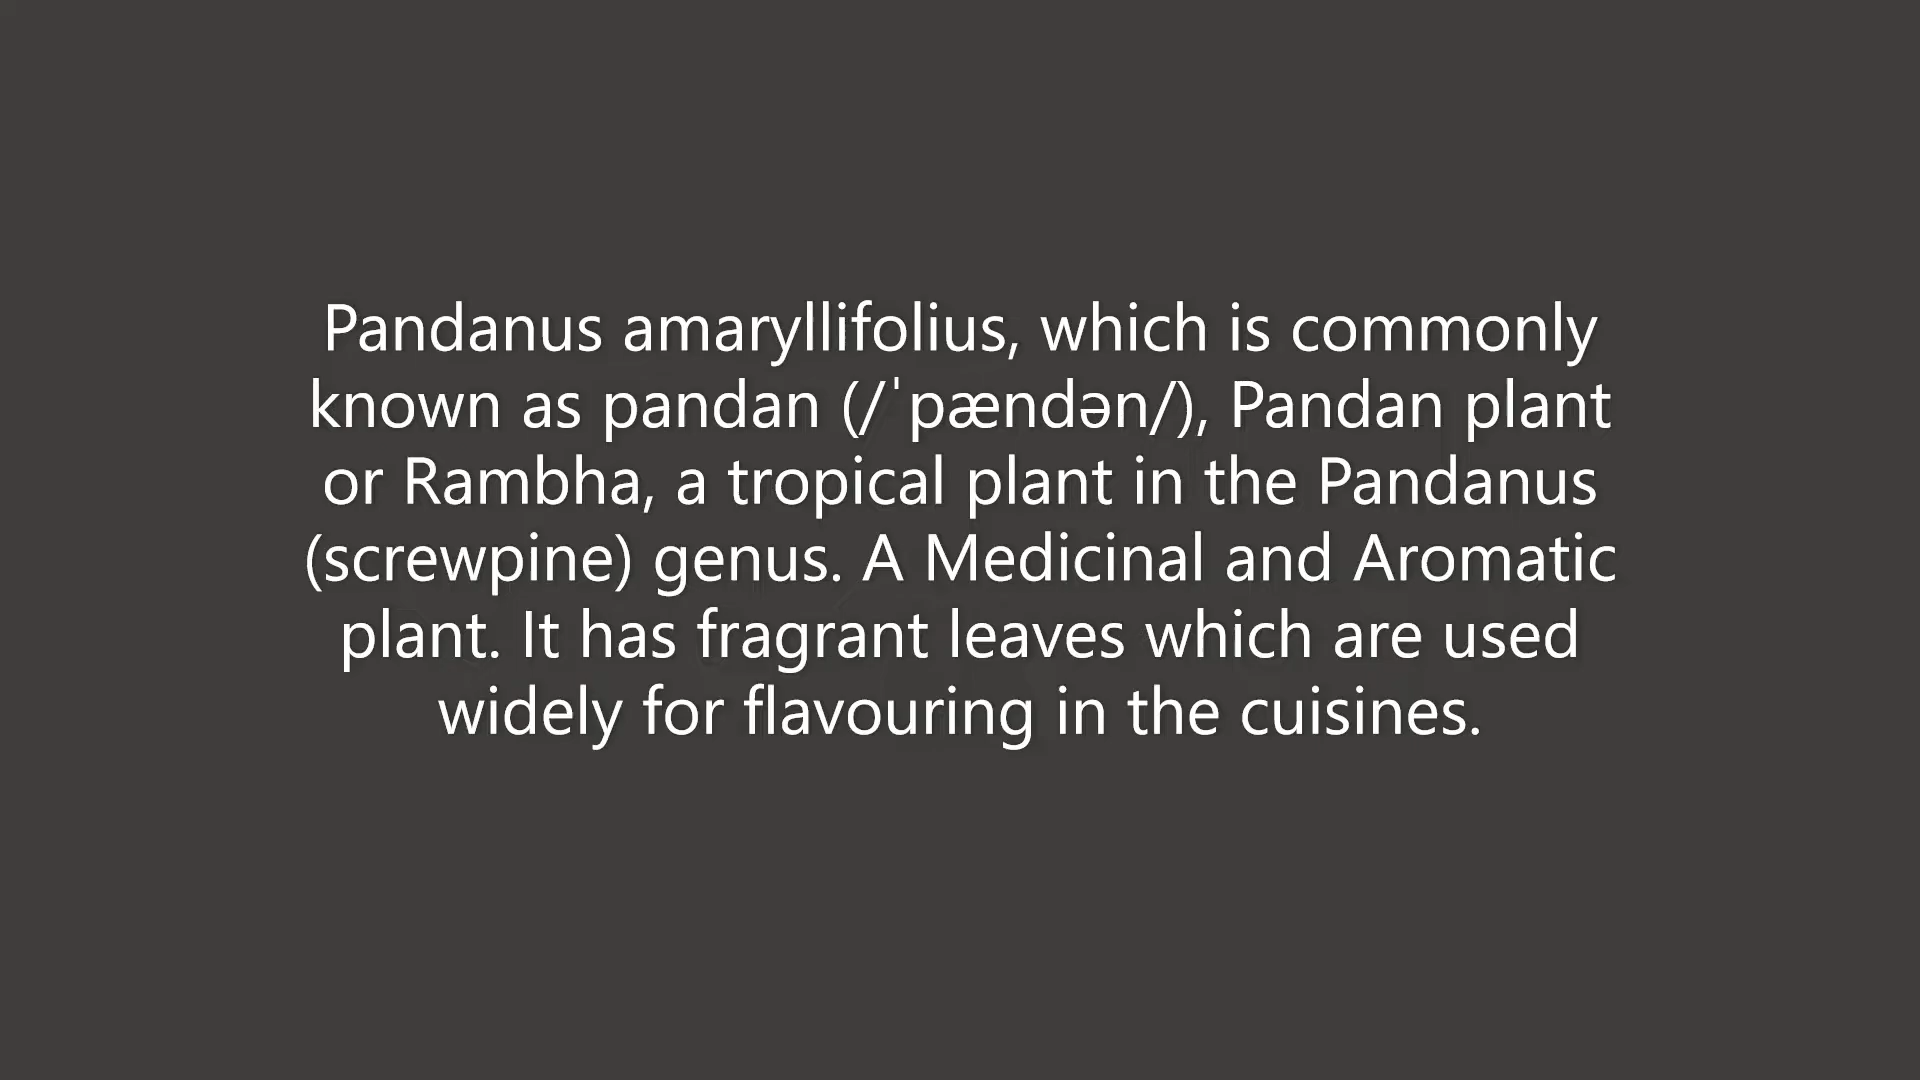 Pandanus amaryllifolius, which is commonly
known as pandan (/ˈpændən/), Pandan plant
or Rambha, a tropical plant in the Pandanus
(screwpine) genus. A Medicinal and Aromatic
plant. It has fragrant leaves which are used
widely for flavouring in the cuisines.